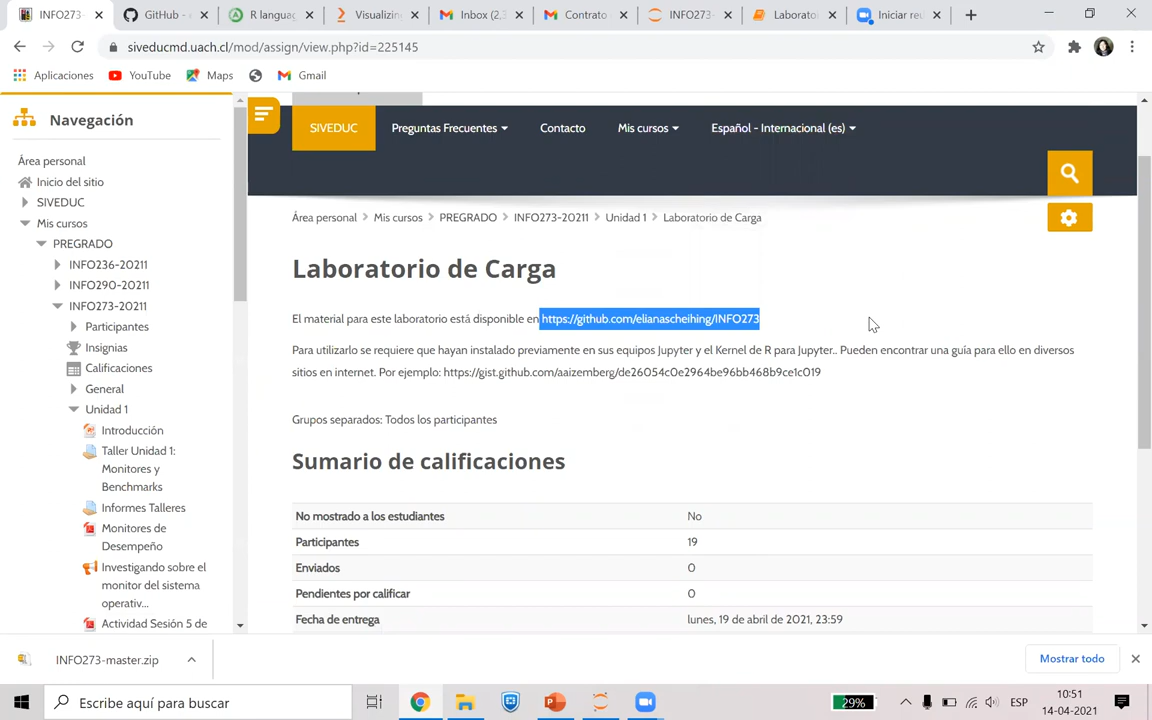 INFO273-
GitHub -
R languag
Visualizing
Inbox (2,
Contrato
INFO273-
Laborato
Iniciar reu
siveducmd.uach.cl/mod/assign/view.php?id=225145
Aplicaciones
YouTube
Maps
Gmail
Navegación
Área personal
Inicio del sitio
SIVEDUC
Mis cursos
PREGRADO
INFO236-20211
INFO290-20211
INFO273-20211
Participantes
Insignias
Calificaciones
General
Unidad 1
Introducción
Taller Unidad 1:
Monitores y
Benchmarks
Informes Talleres
Monitores de
Desempeño
Investigando sobre el
monitor del sistema
operativ...
Actividad Sesión 5 de
SIVEDUC
Preguntas Frecuentes
Contacto
Mis cursos
Español - Internacional (es)
Área personal > Mis cursos > PREGRADO > INFO273-20211 > Unidad 1 > Laboratorio de Carga
Laboratorio de Carga
El material para este laboratorio está disponible en https://github.com/elianascheihing/INFO273
Para utilizarlo se requiere que hayan instalado previamente en sus equipos Jupyter y el Kernel de R para Jupyter.. Pueden encontrar una guía para ello en diversos
sitios en internet. Por ejemplo: https://gist.github.com/aaizemberg/de26054c0e2964be96bb468b9ce1c019
Grupos separados: Todos los participantes
Sumario de calificaciones
No mostrado a los estudiantes No
Participantes 19
Enviados 0
Pendientes por calificar 0
Fecha de entrega lunes, 19 de abril de 2021, 23:59
INFO273-master.zip
Mostrar todo
Escribe aquí para buscar
29%
ESP
10:51
14-04-2021